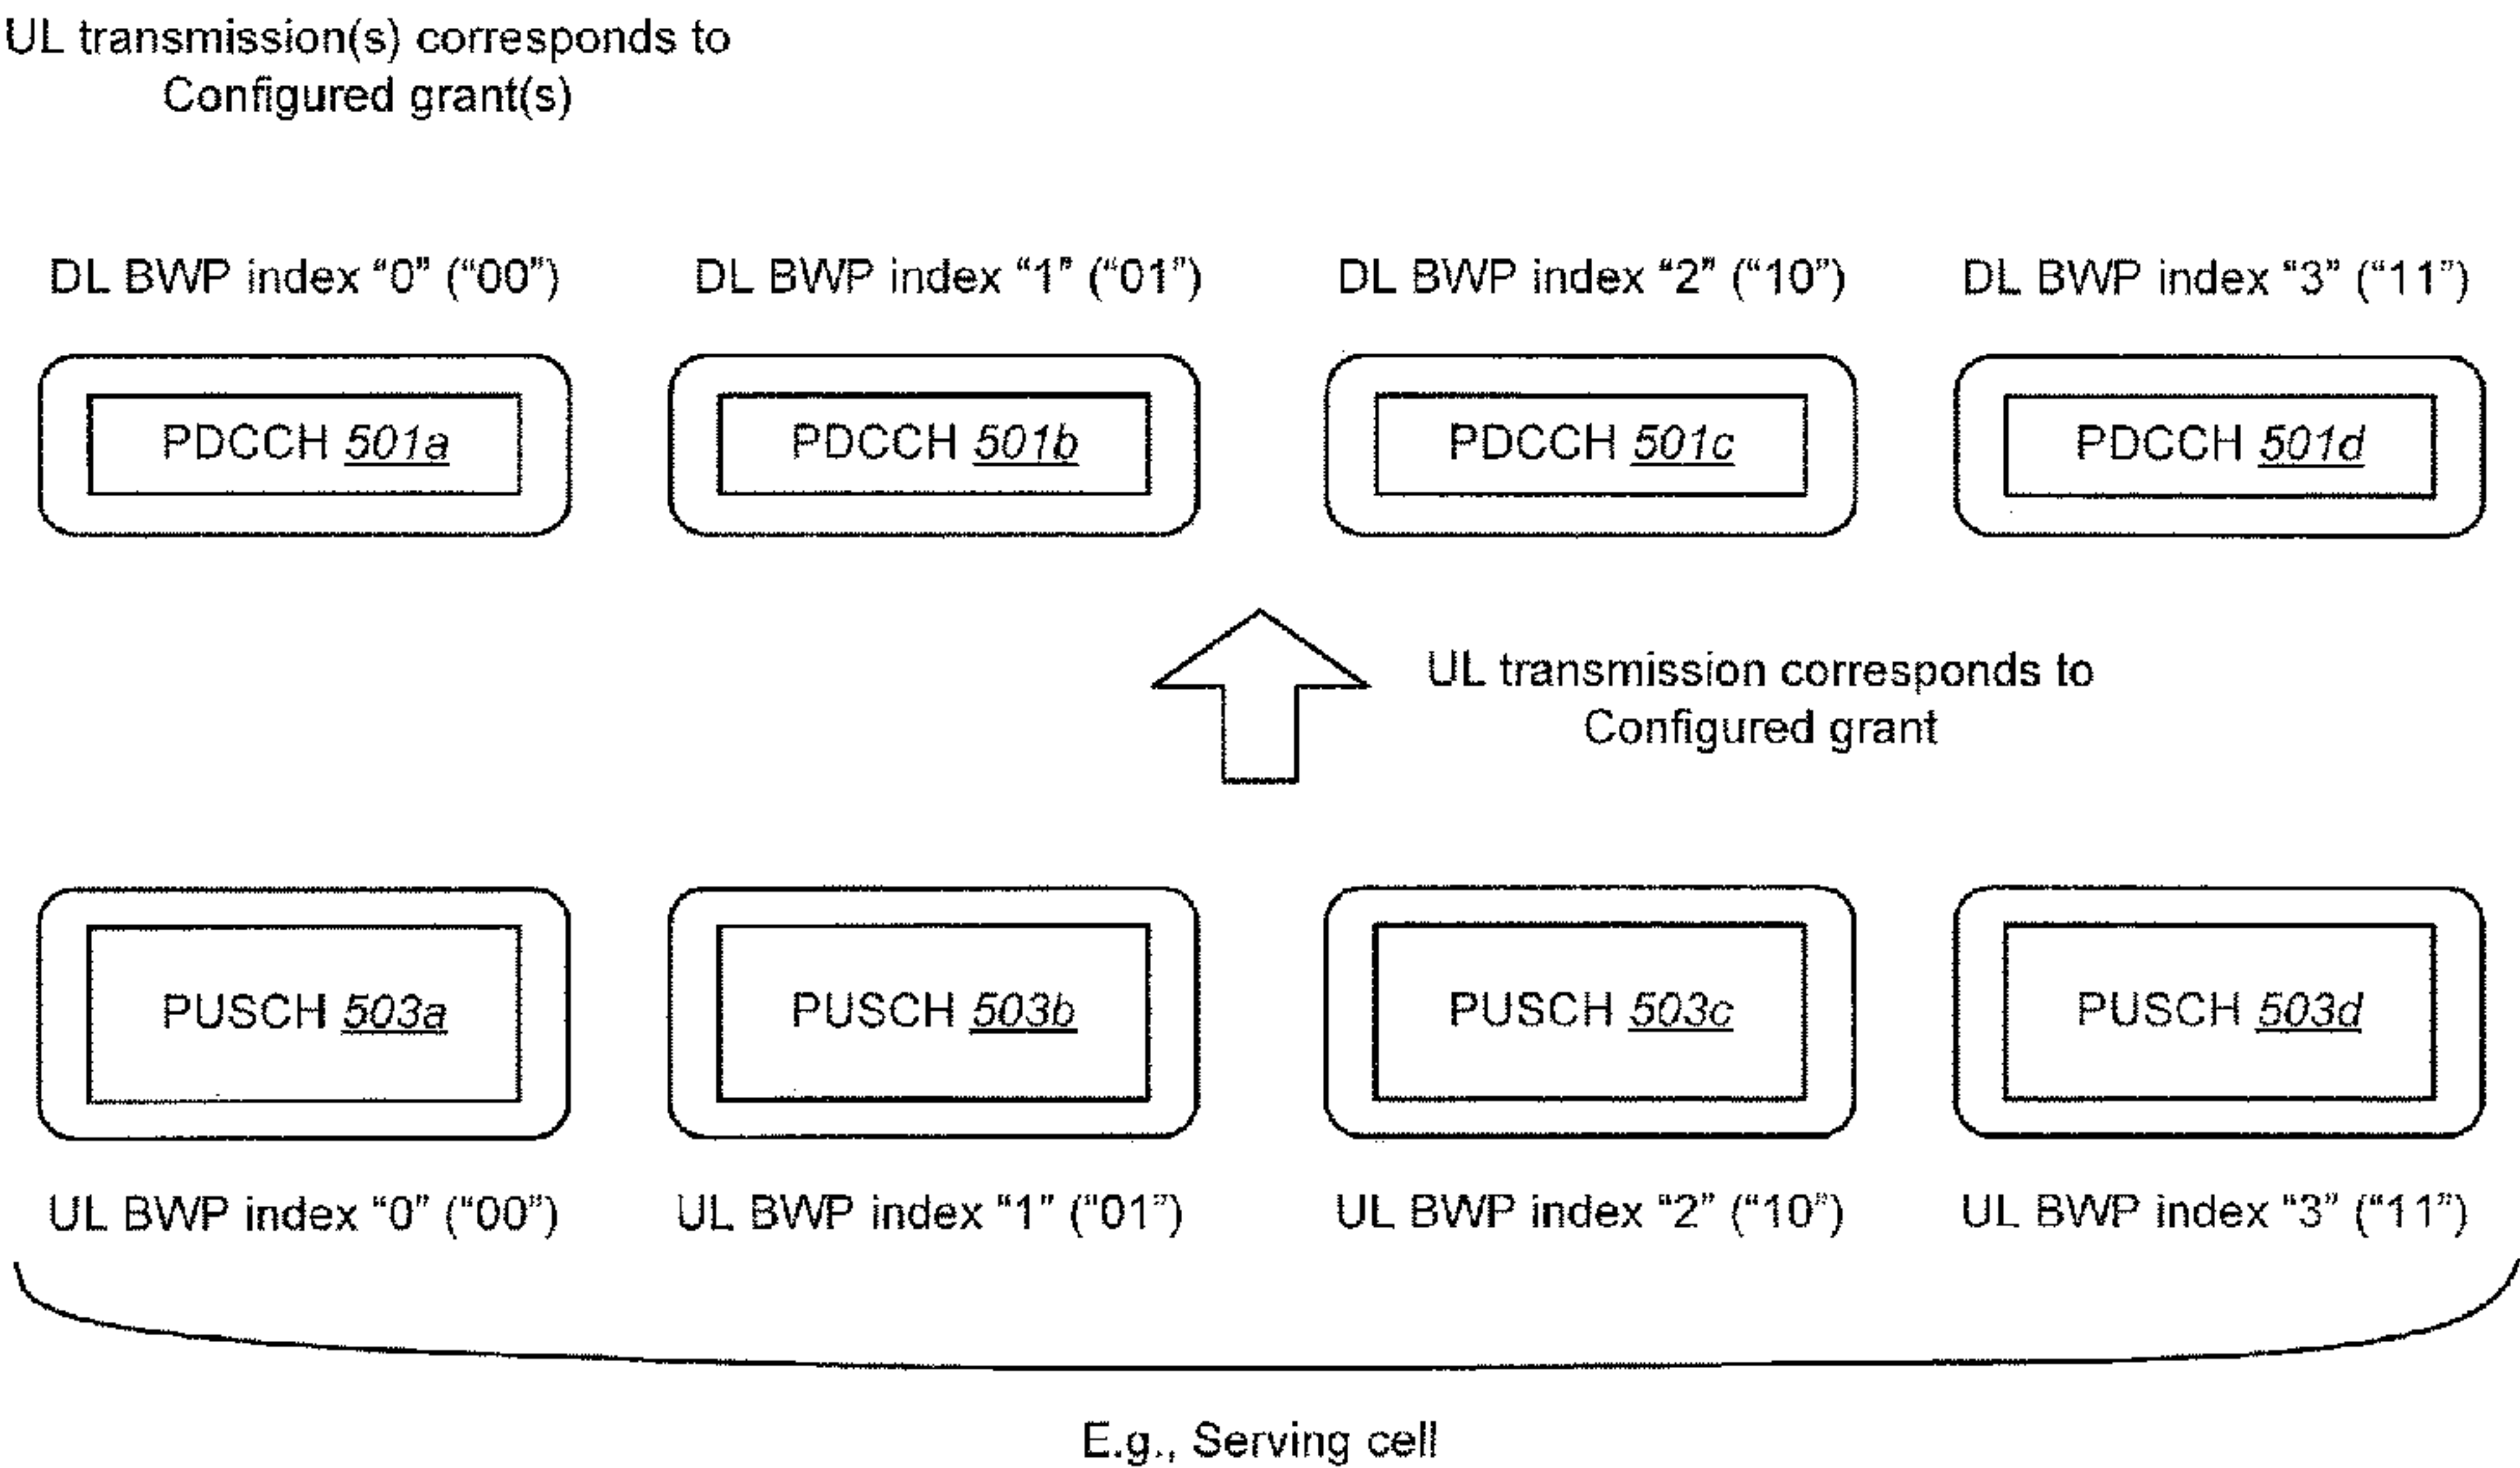 UL transmission(s) corresponds to
Configured grant(s)
DL BWP index “0” (“00”)
DL BWP index “1” (“01”)
DL BWP index “2” (“10”)
DL BWP index “3” (“11”)
PDCCH 501a
PDCCH 501b
PDCCH 501c
PDCCH 501d
UL transmission corresponds to
Configured grant
PUSCH 503a
PUSCH 503b
PUSCH 503c
PUSCH 503d
UL BWP index “0” (“00”)
UL BWP index “1” (“01”)
UL BWP index “2” (“10”)
UL BWP index “3” (“11”)
E.g., Serving cell